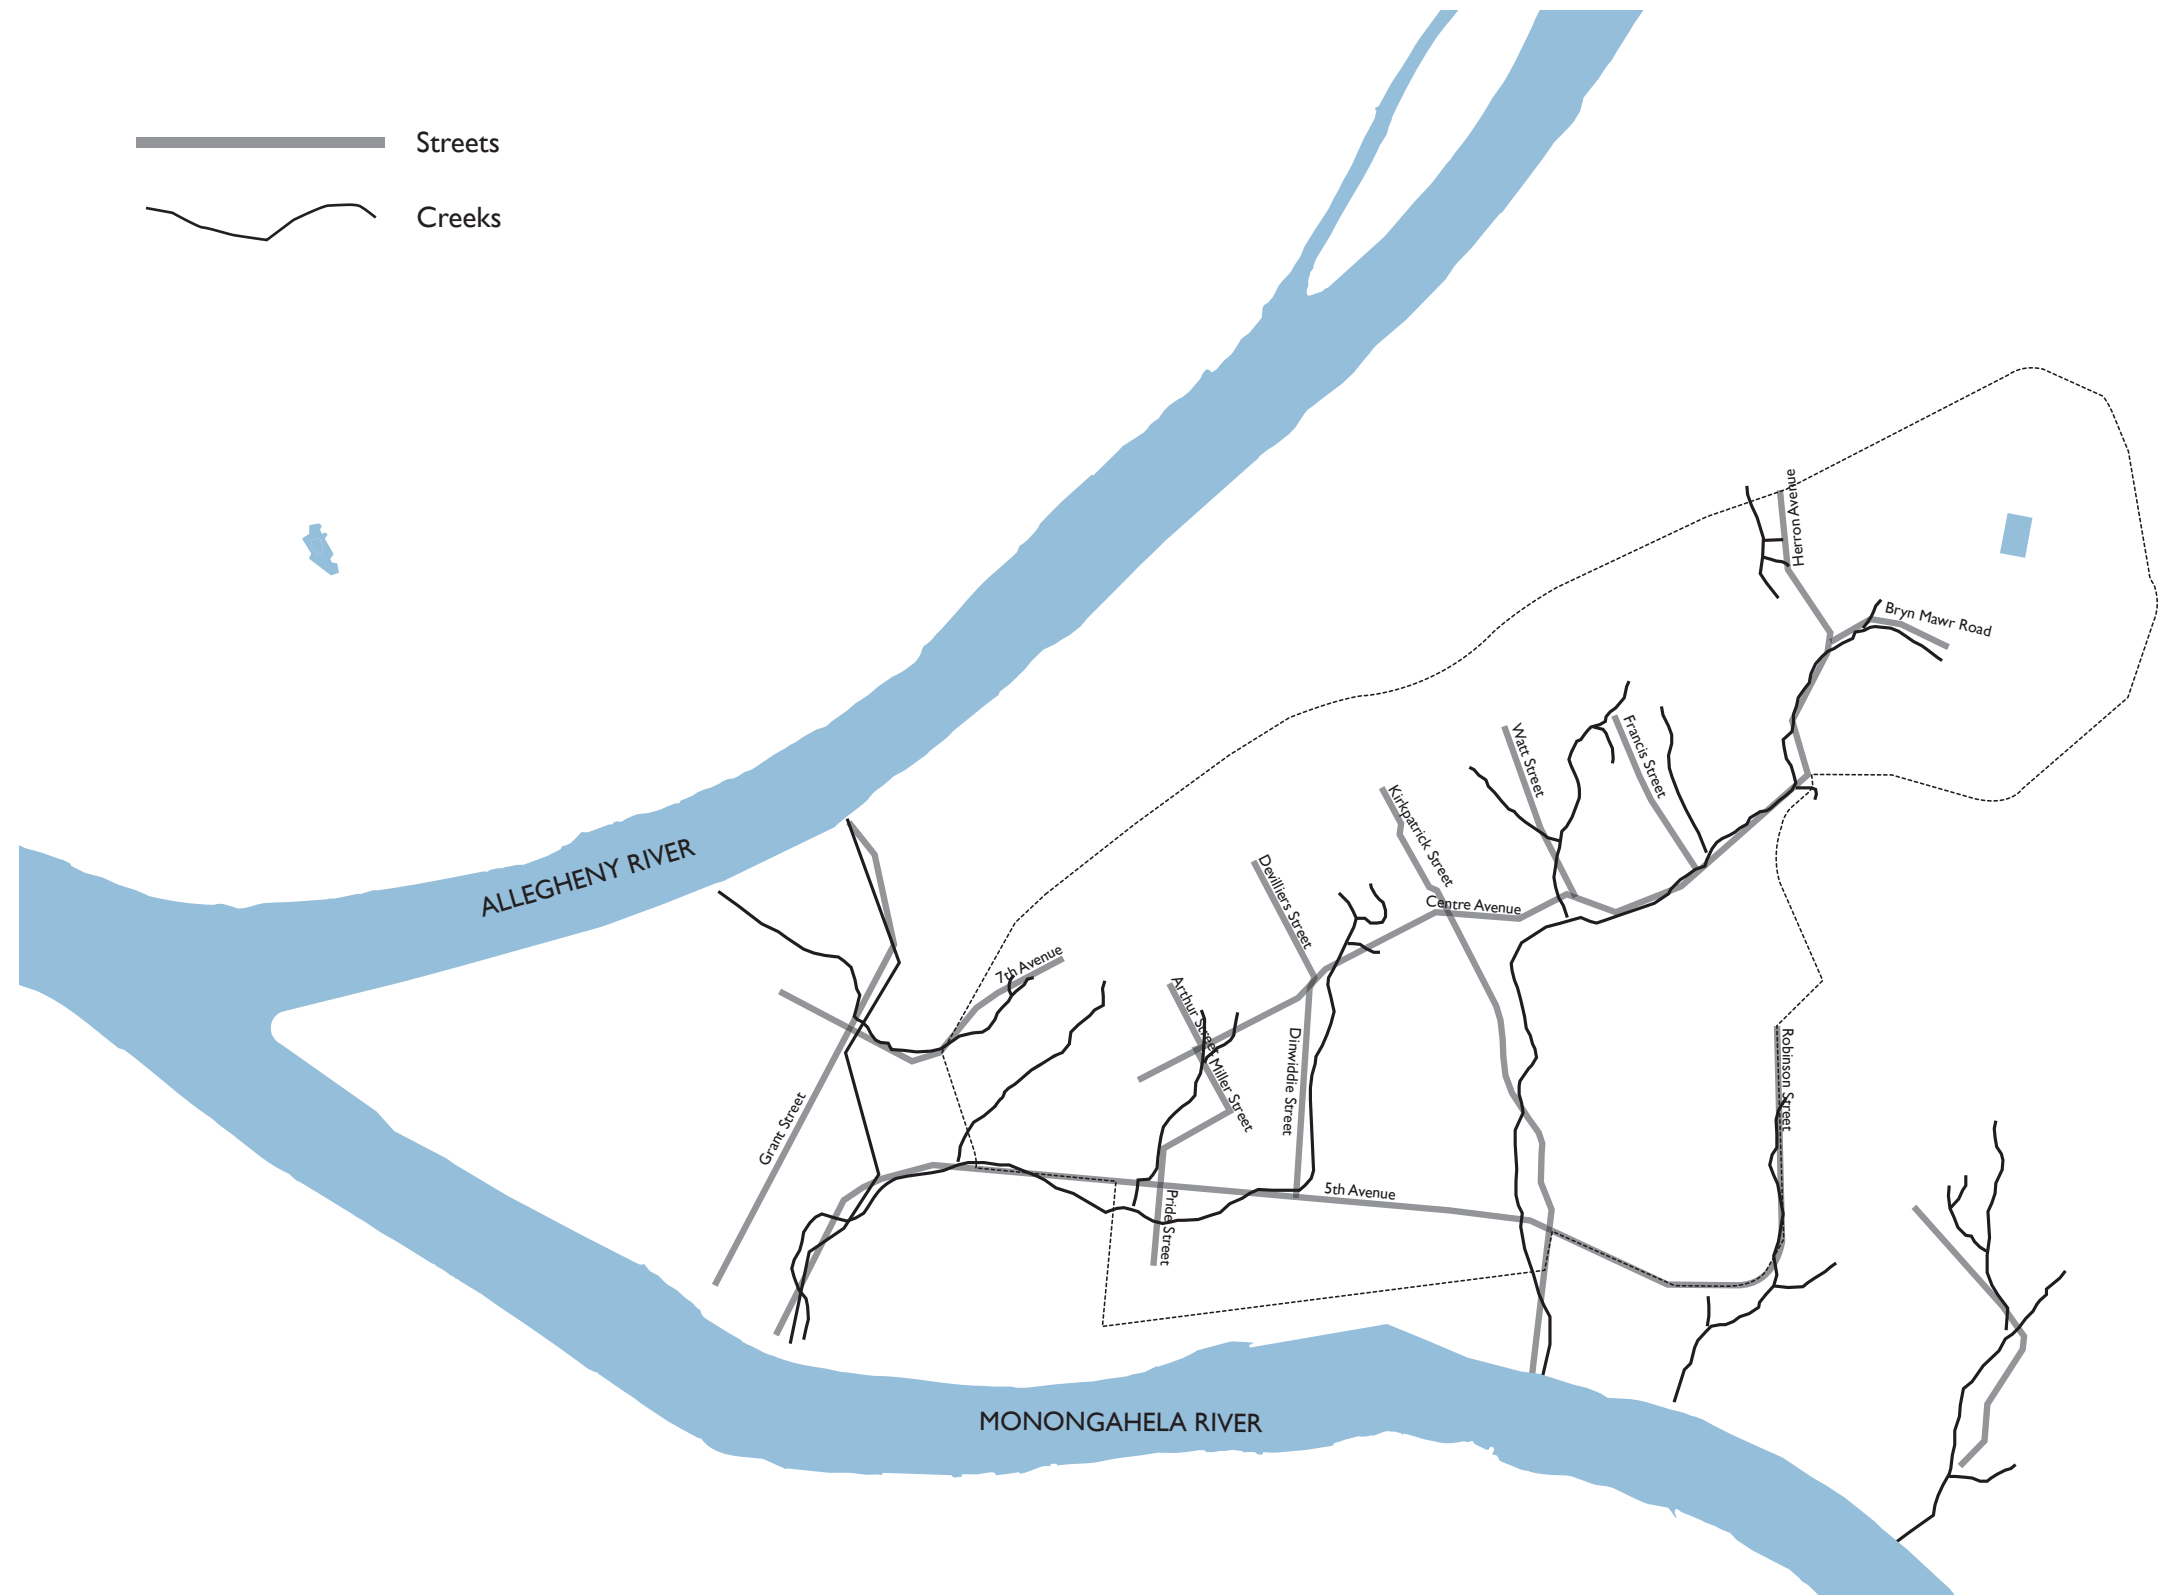 Streets
Creeks
Herron Avenue
Bryn Mawr Road
Francis Street
Watt Street
Kirkpatrick Street
Centre Avenue
ALLEGHENY RIVER
Devilliers Street
7th Avenue
Arthur Street
Miller Street
Dinwiddie Street
Robinson Street
Grant Street
5th Avenue
Pride Street
MONONGAHELA RIVER